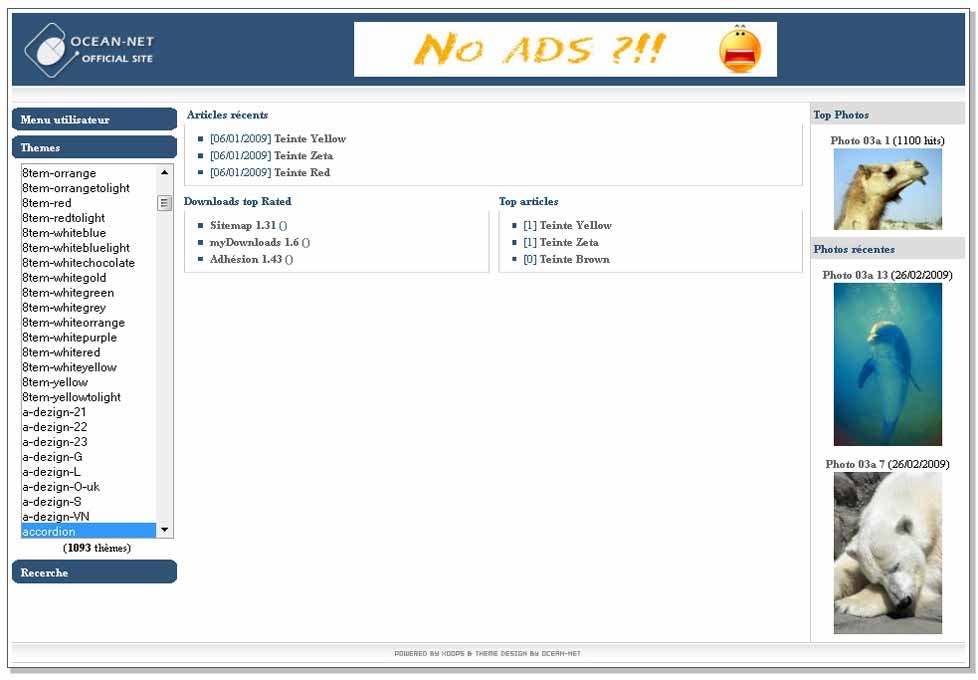 OCEAN-NET
OFFICIAL SITE
No ADS ?!!
Menu utilisateur
Themes
8tem-orrange
8tem-orrangetolight
8tem-red
8tem-redtolight
8tem-whiteblue
8tem-whitebluelight
8tem-whitechocolate
8tem-whitegold
8tem-whitegreen
8tem-whitegrey
8tem-whiteorrange
8tem-whitepurple
8tem-whitered
8tem-whiteyellow
8tem-yellow
8tem-yellowtolight
a-dezign-21
a-dezign-22
a-dezign-23
a-dezign-G
a-dezign-L
a-dezign-O-uk
a-dezign-S
a-dezign-VN
accordion
(1093 thèmes)
Recerche
Articles récents
[06/01/2009] Teinte Yellow
[06/01/2009] Teinte Zeta
[06/01/2009] Teinte Red
Downloads top Rated
Sitemap 1.31 ()
myDownloads 1.6 ()
Adhésion 1.43 ()
Top articles
[1] Teinte Yellow
[1] Teinte Zeta
[0] Teinte Brown
Top Photos
Photo 03a 1 (1100 hits)
Photos récentes
Photo 03a 13 (26/02/2009)
Photo 03a 7 (26/02/2009)
POWERED BY XOOPS & THEME DESIGN BY OCEAN-NET